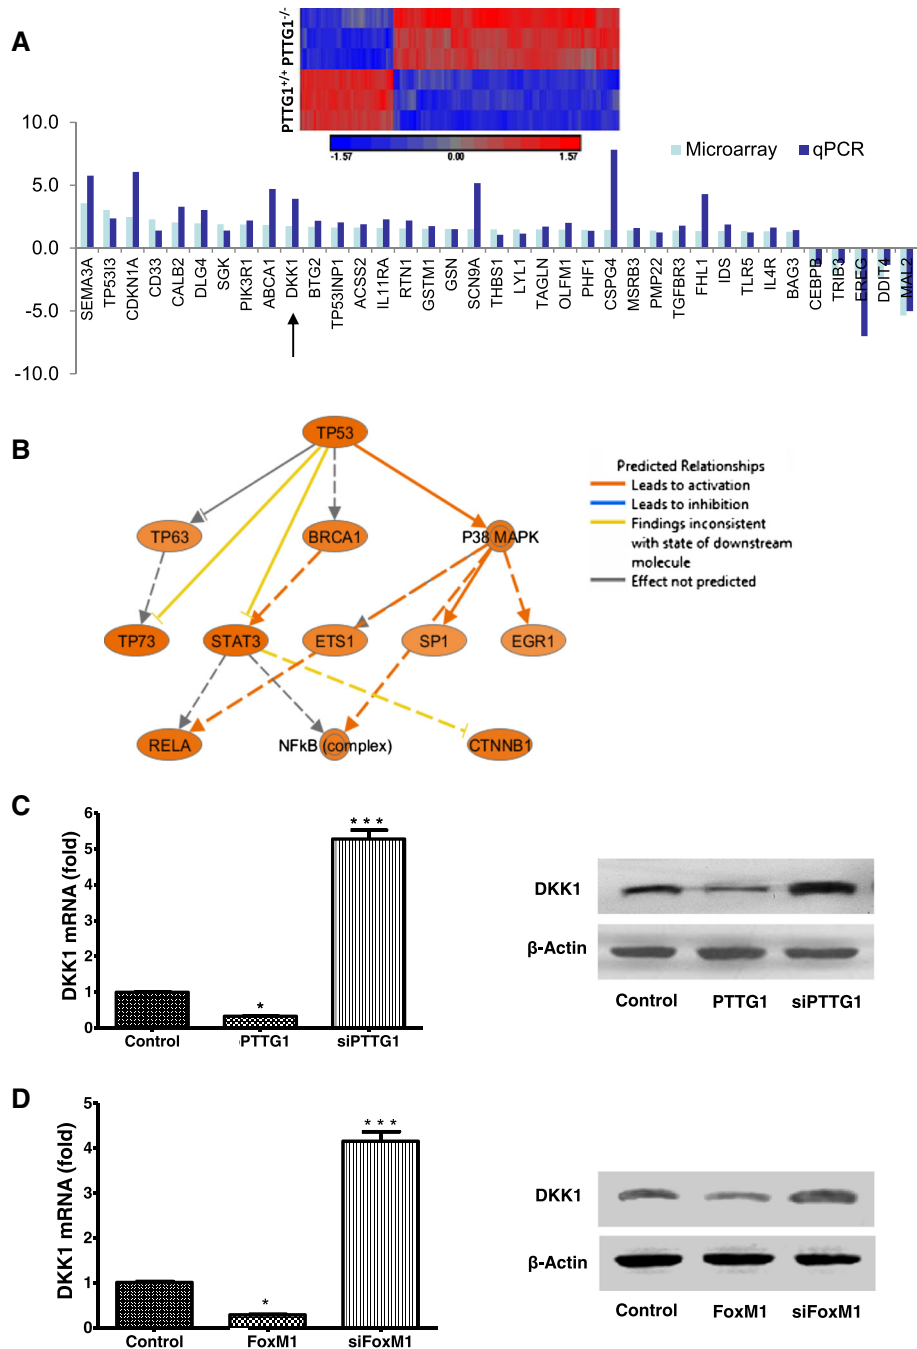 A
PTTG1+/+ PTTG1-/-
-1.57 0.00 1.57
Microarray qPCR
10.0
5.0
0.0
-5.0
-10.0
SEMA3A
TP53I3
CDKN1A
CD33
CALB2
DLG4
SGK
PIK3R1
ABCA1
DKK1
BTG2
TP53INP1
ACSS2
IL11RA
RTN1
GSTM1
GSN
SCN9A
THBS1
LYL1
TAGLN
OLFM1
PHF1
CSPG4
MSRB3
PMP22
TGFBR3
FHL1
IDS
TLR5
IL4R
BAG3
CEBPB
TRIB3
EREG
DDIT4
MAL2
B
TP53
TP63
BRCA1
P38 MAPK
TP73
STAT3
ETS1
SP1
EGR1
RELA
NFkB (complex)
CTNNB1
Predicted Relationships
Leads to activation
Leads to inhibition
Findings inconsistent
with state of downstream
molecule
Effect not predicted
C
DKK1 mRNA (fold)
6
5
4
3
2
1
0
*
* * *
Control PTTG1 siPTTG1
DKK1
β-Actin
Control PTTG1 siPTTG1
D
DKK1 mRNA (fold)
5
4
3
2
1
0
*
* * *
Control FoxM1 siFoxM1
DKK1
β-Actin
Control FoxM1 siFoxM1